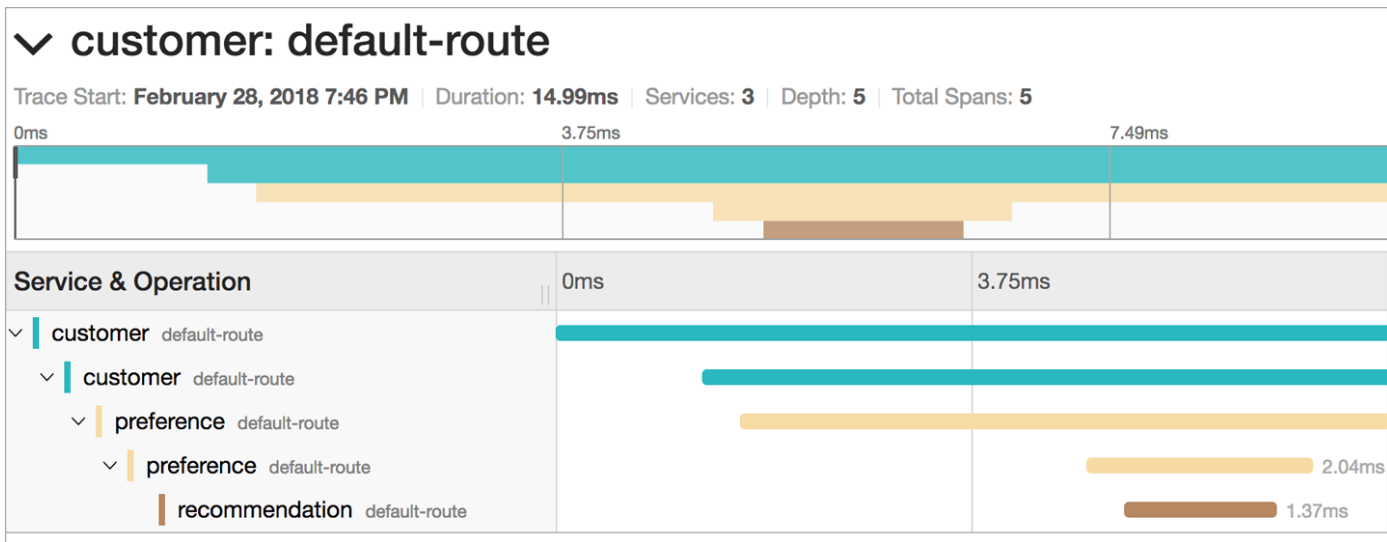 customer: default-route
Trace Start: February 28, 2018 7:46 PM | Duration: 14.99ms | Services: 3 | Depth: 5 | Total Spans: 5
0ms 3.75ms 7.49ms
Service & Operation 0ms 3.75ms
customer default-route
customer default-route
preference default-route
preference default-route 2.04ms
recommendation default-route 1.37ms